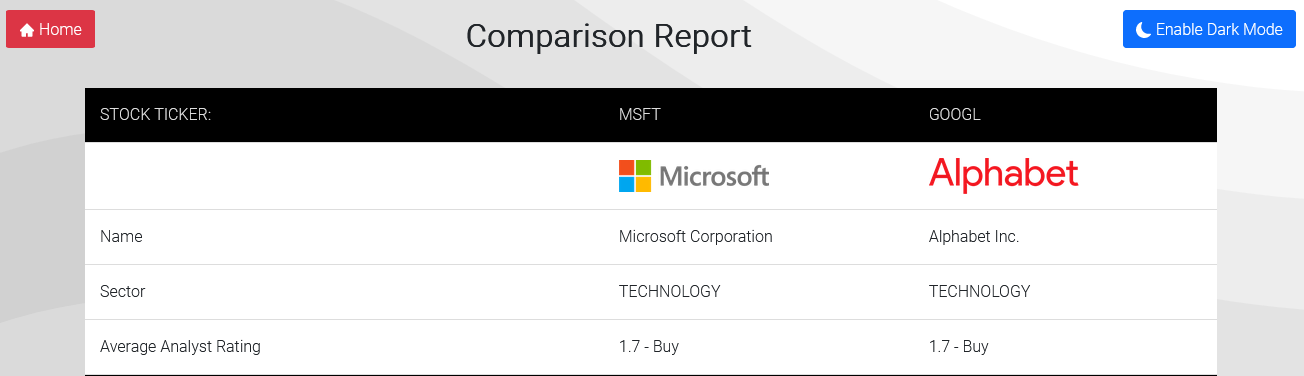 Home
Comparison Report
Enable Dark Mode
STOCK TICKER: MSFT GOOGL
Microsoft Alphabet
Name Microsoft Corporation Alphabet Inc.
Sector TECHNOLOGY TECHNOLOGY
Average Analyst Rating 1.7 - Buy 1.7 - Buy